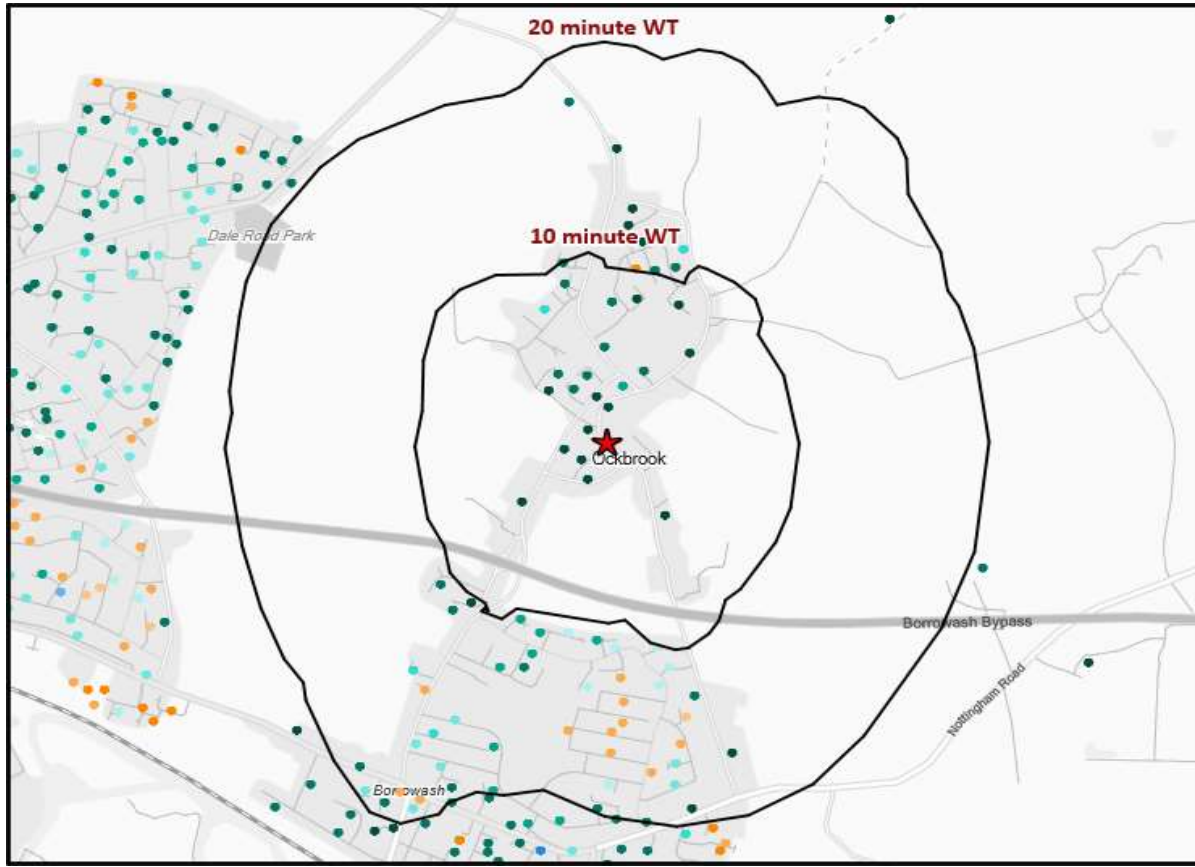 20 minute WT
Dale Road Park
10 minute WT
Ockbrook
Borrowash Bypass
Nottingham Road
Borrowash